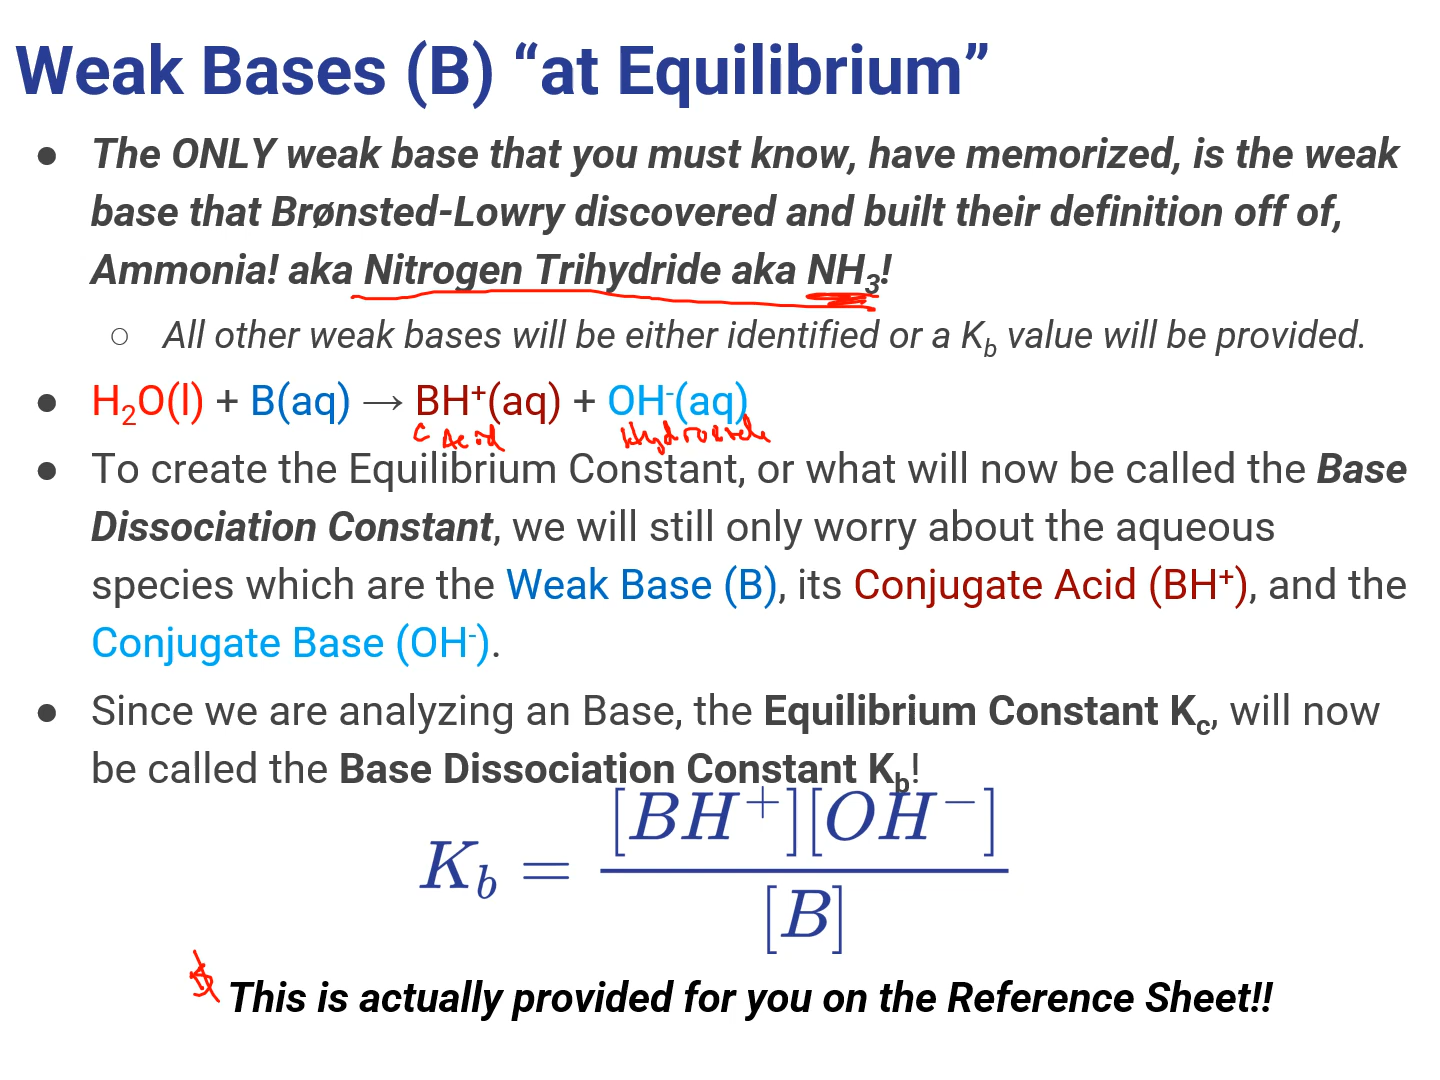 Weak Bases (B) “at Equilibrium”
● The ONLY weak base that you must know, have memorized, is the weak
base that Brønsted-Lowry discovered and built their definition off of,
Ammonia! aka Nitrogen Trihydride aka NH₃!
○ All other weak bases will be either identified or a K_b value will be provided.
● H₂O(l) + B(aq) → BH⁺(aq) + OH⁻(aq)
C Acid Hydroxide
● To create the Equilibrium Constant, or what will now be called the Base
Dissociation Constant, we will still only worry about the aqueous
species which are the Weak Base (B), its Conjugate Acid (BH⁺), and the
Conjugate Base (OH⁻).
● Since we are analyzing an Base, the Equilibrium Constant K_c, will now
be called the Base Dissociation Constant K_b!
K_b = [BH⁺][OH⁻] / [B]
This is actually provided for you on the Reference Sheet!!